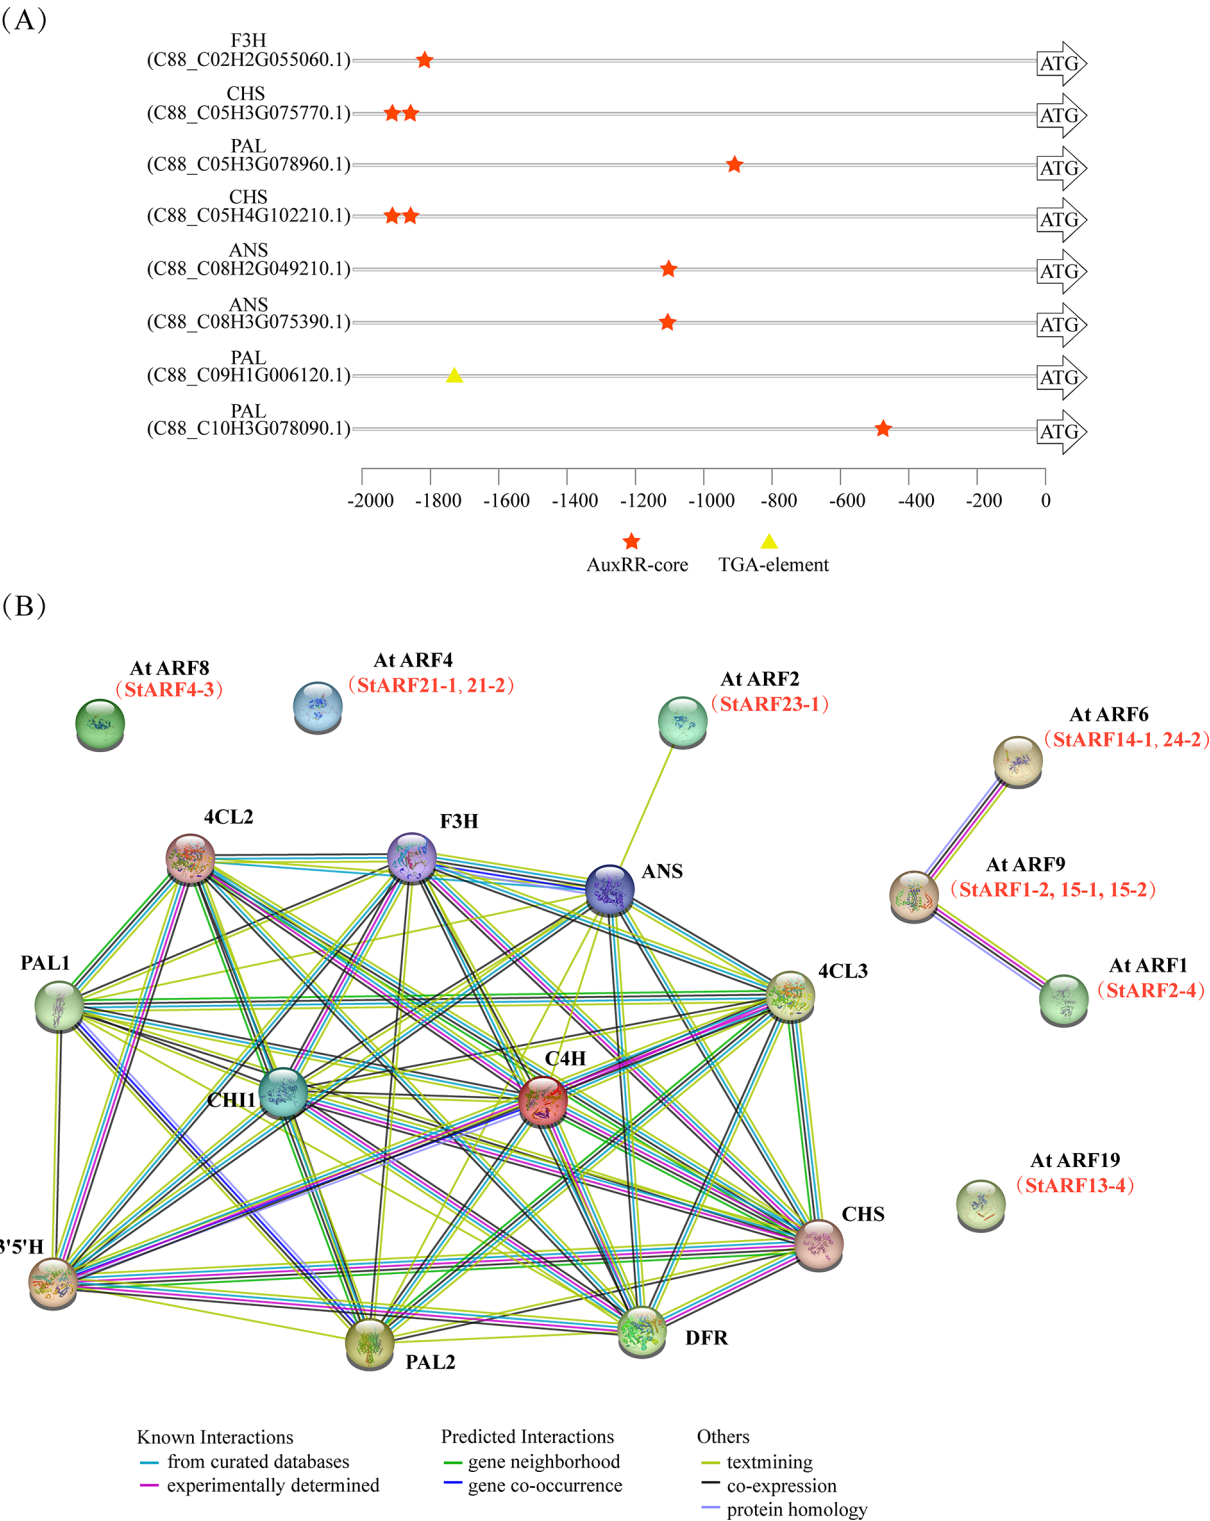 (A)
F3H
(C88_C02H2G055060.1)
ATG
CHS
(C88_C05H3G075770.1)
ATG
PAL
(C88_C05H3G078960.1)
ATG
CHS
(C88_C05H4G102210.1)
ATG
ANS
(C88_C08H2G049210.1)
ATG
ANS
(C88_C08H3G075390.1)
ATG
PAL
(C88_C09H1G006120.1)
ATG
PAL
(C88_C10H3G078090.1)
ATG
-2000 -1800 -1600 -1400 -1200 -1000 -800 -600 -400 -200 0
AuxRR-core TGA-element
(B)
At ARF8
(StARF4-3)
At ARF4
(StARF21-1, 21-2)
At ARF2
(StARF23-1)
At ARF6
(StARF14-1, 24-2)
4CL2
F3H
ANS
At ARF9
(StARF1-2, 15-1, 15-2)
PAL1
4CL3
At ARF1
(StARF2-4)
C4H
CHI1
At ARF19
(StARF13-4)
CHS
3'5'H
DFR
PAL2
Known Interactions
from curated databases
experimentally determined
Predicted Interactions
gene neighborhood
gene co-occurrence
Others
textmining
co-expression
protein homology